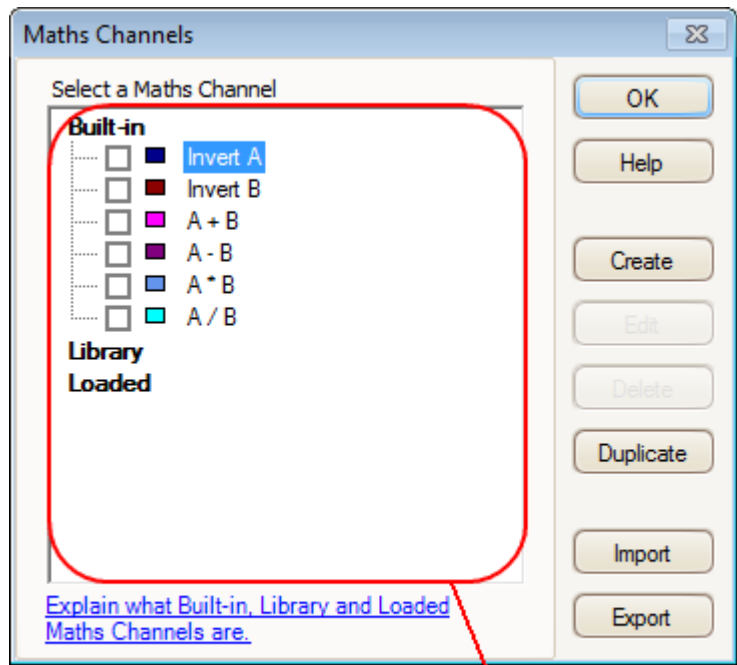 Maths Channels
Select a Maths Channel
Built-in
Invert A
Invert B
A + B
A - B
A * B
A / B
Library
Loaded
Explain what Built-in, Library and Loaded
Maths Channels are.
OK
Help
Create
Edit
Delete
Duplicate
Import
Export